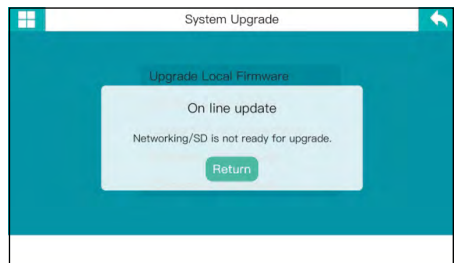 System Upgrade
Upgrade Local Firmware
On line update
Networking/SD is not ready for upgrade.
Return